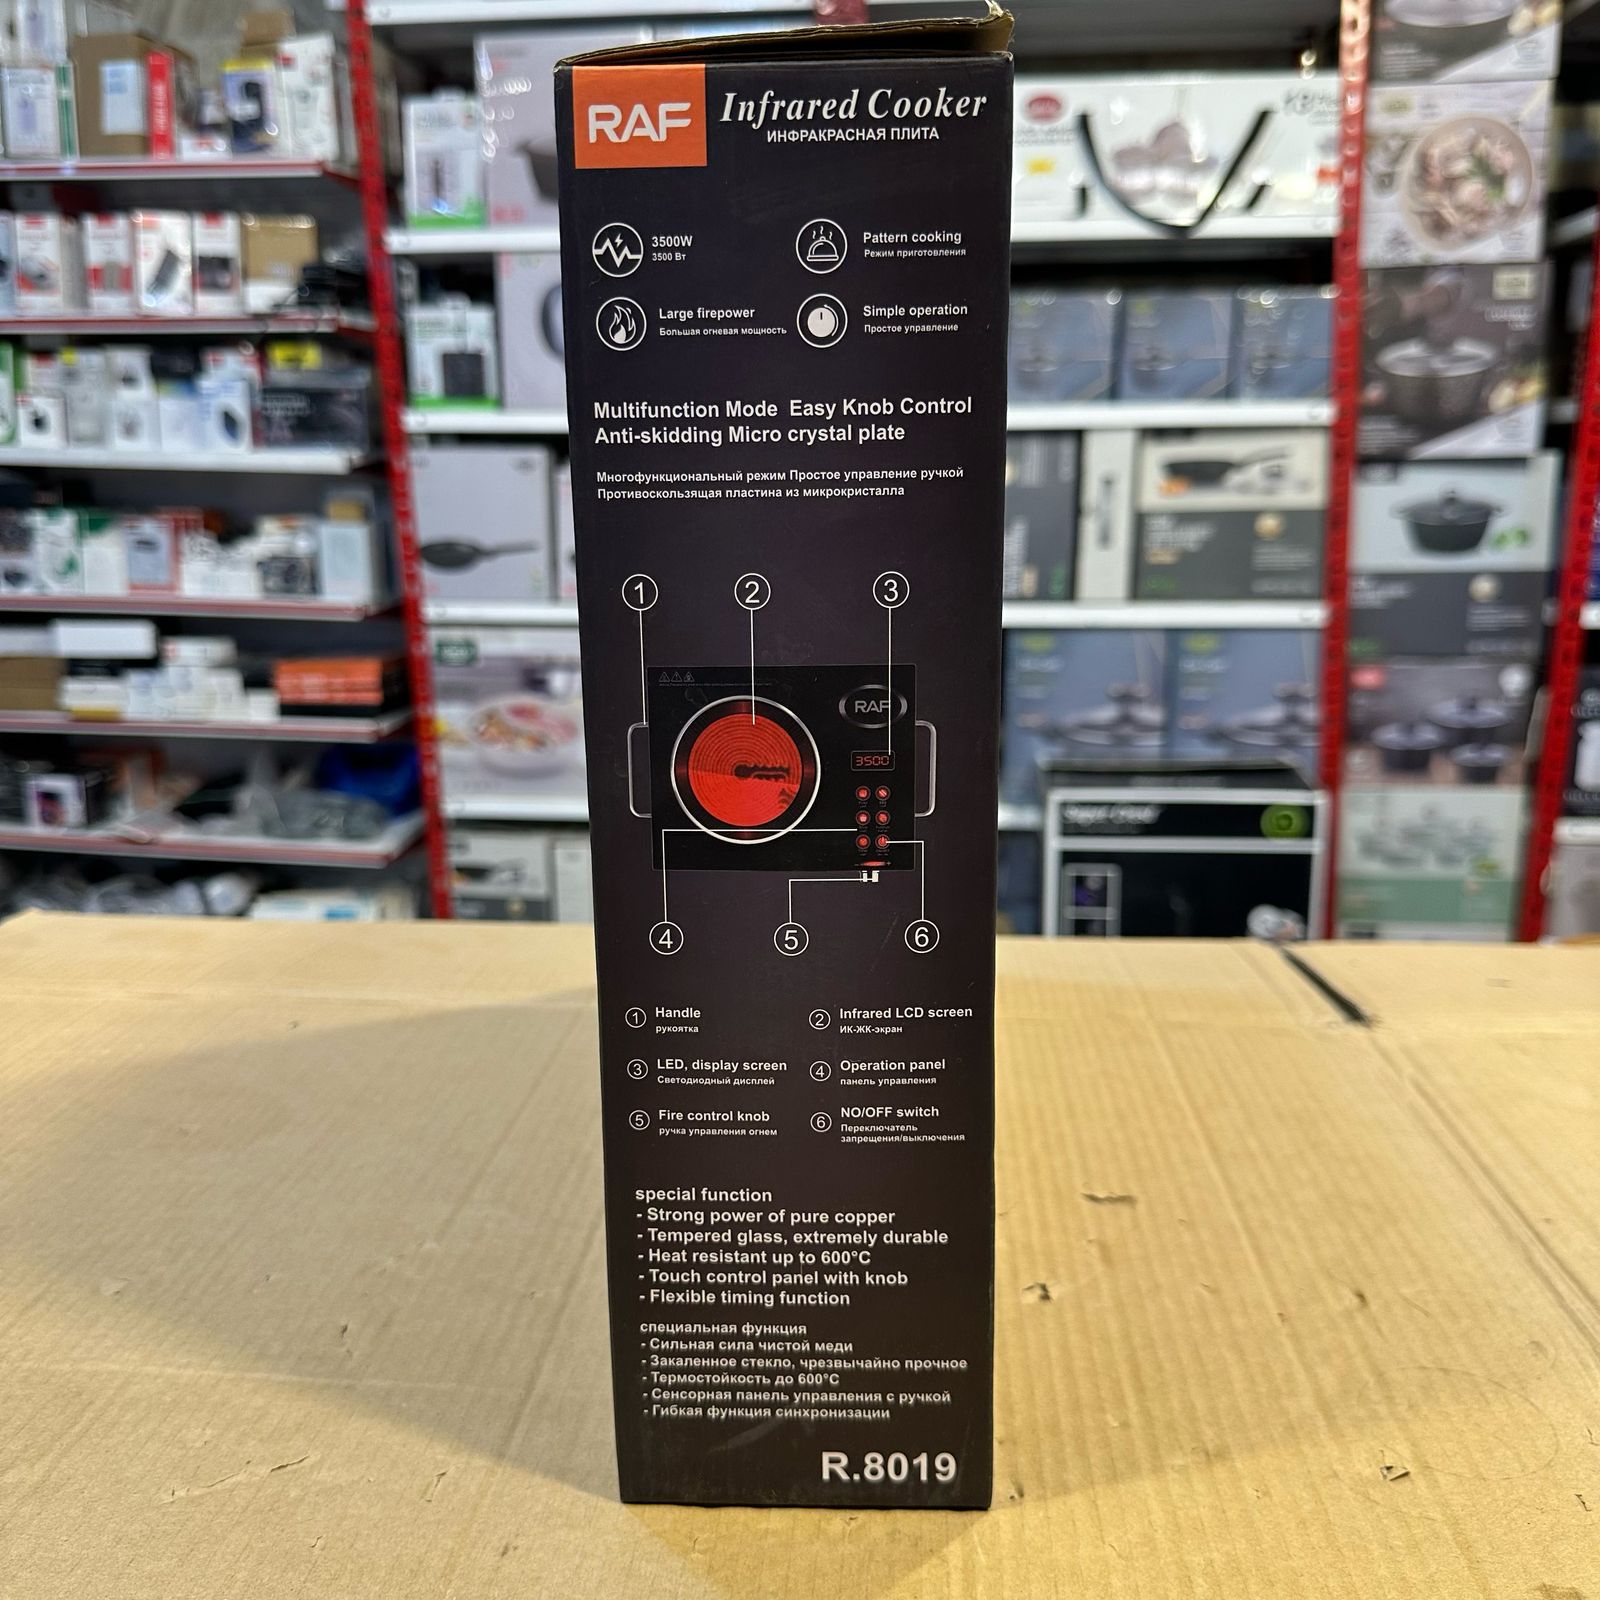 RAF
Infrared Cooker
ИНФРАКРАСНАЯ ПЛИТА
3500W
3500 Вт
Pattern cooking
Режим приготовления
Large firepower
Большая огневая мощность
Simple operation
Простое управление
Multifunction Mode Easy Knob Control
Anti-skidding Micro crystal plate
Многофункциональный режим Простое управление ручкой
Противоскользящая пластина из микрокристалла
1 2 3
RAF
3500
4 5 6
1 Handle
рукоятка
2 Infrared LCD screen
ИК-ЖК-экран
3 LED, display screen
Светодиодный дисплей
4 Operation panel
панель управления
5 Fire control knob
ручка управления огнем
6 NO/OFF switch
Переключатель
запрещения/выключения
special function
- Strong power of pure copper
- Tempered glass, extremely durable
- Heat resistant up to 600°C
- Touch control panel with knob
- Flexible timing function
специальная функция
- Сильная сила чистой меди
- Закаленное стекло, чрезвычайно прочное
- Термостойкость до 600°C
- Сенсорная панель управления с ручкой
- Гибкая функция синхронизации
R.8019